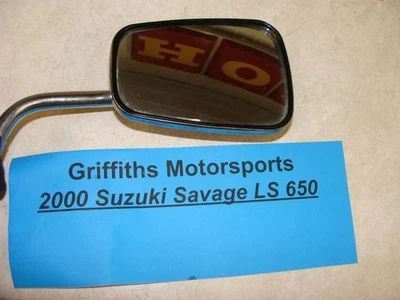 HO
Griffiths Motorsports
2000 Suzuki Savage LS 650